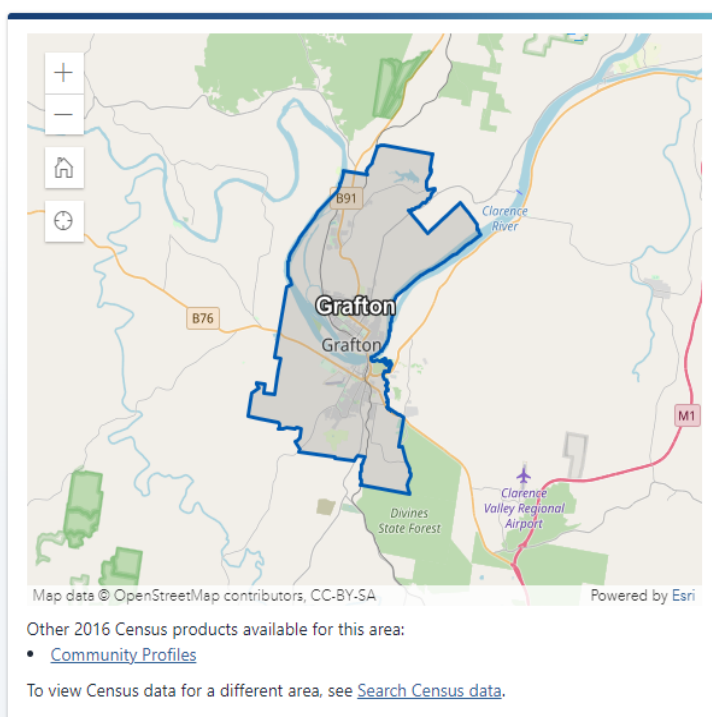 B91
Clarence
River
Grafton
B76
Grafton
M1
Clarence
Valley Regional
Airport
Divines
State Forest
Map data © OpenStreetMap contributors, CC-BY-SA
Powered by Esri
Other 2016 Census products available for this area:
• Community Profiles
To view Census data for a different area, see Search Census data.